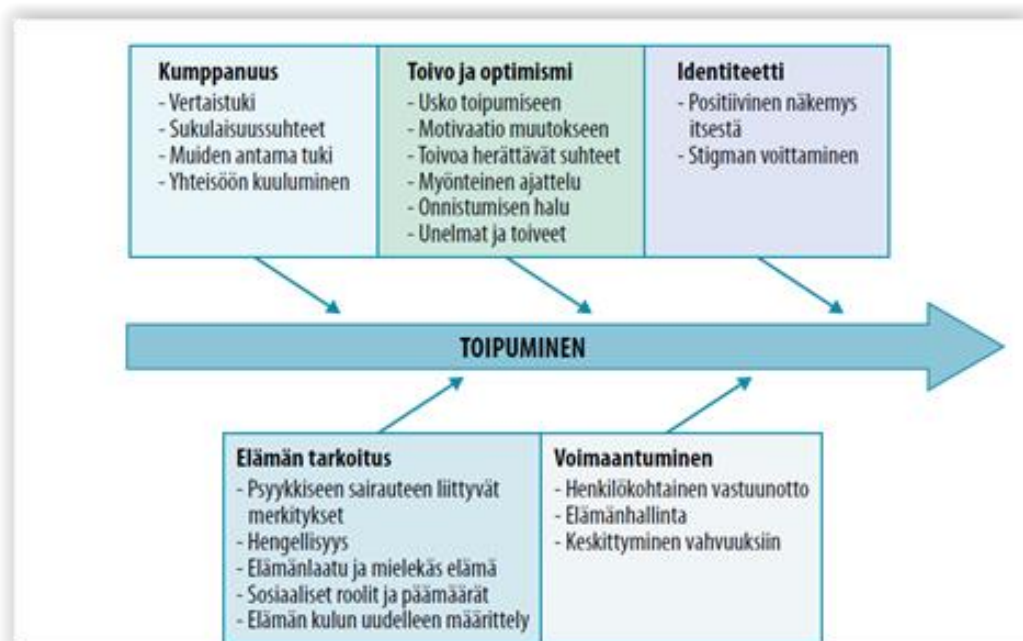 Kumppanuus
- Vertaistuki
- Sukulaisuussuhteet
- Muiden antama tuki
- Yhteisöön kuuluminen
Toivo ja optimismi
- Usko toipumiseen
- Motivaatio muutokseen
- Toivoa herättävät suhteet
- Myönteinen ajattelu
- Onnistumisen halu
- Unelmat ja toiveet
Identiteetti
- Positiivinen näkemys
itsestä
- Stigman voittaminen
TOIPUMINEN
Elämän tarkoitus
- Psyykkiseen sairauteen liittyvät
merkitykset
- Hengellisyys
- Elämänlaatu ja mielekäs elämä
- Sosiaaliset roolit ja päämäärät
- Elämän kulun uudelleen määrittely
Voimaantuminen
- Henkilökohtainen vastuunotto
- Elämänhallinta
- Keskittyminen vahvuuksiin